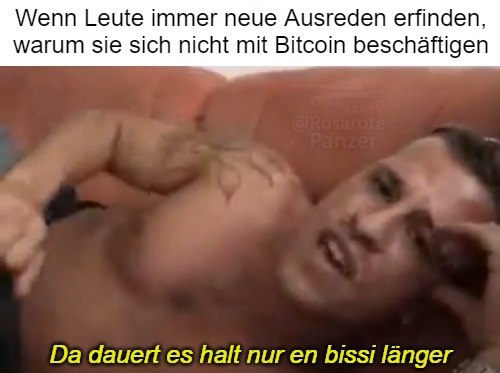 Wenn Leute immer neue Ausreden erfinden,
warum sie sich nicht mit Bitcoin beschäftigen
@Rosarote
Panzer
Da dauert es halt nur en bissi länger